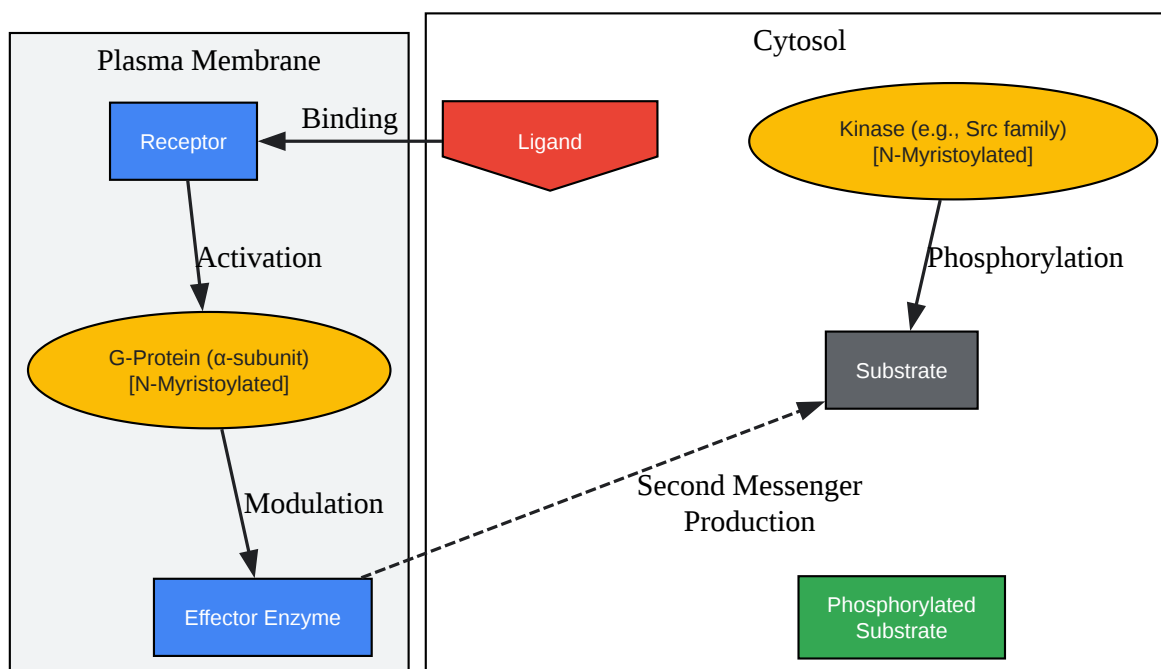 Plasma Membrane
Cytosol
Receptor
Binding
Ligand
Kinase (e.g., Src family)
[N-Myristoylated]
Activation
Phosphorylation
G-Protein (α-subunit)
[N-Myristoylated]
Substrate
Modulation
Second Messenger
Production
Effector Enzyme
Phosphorylated
Substrate